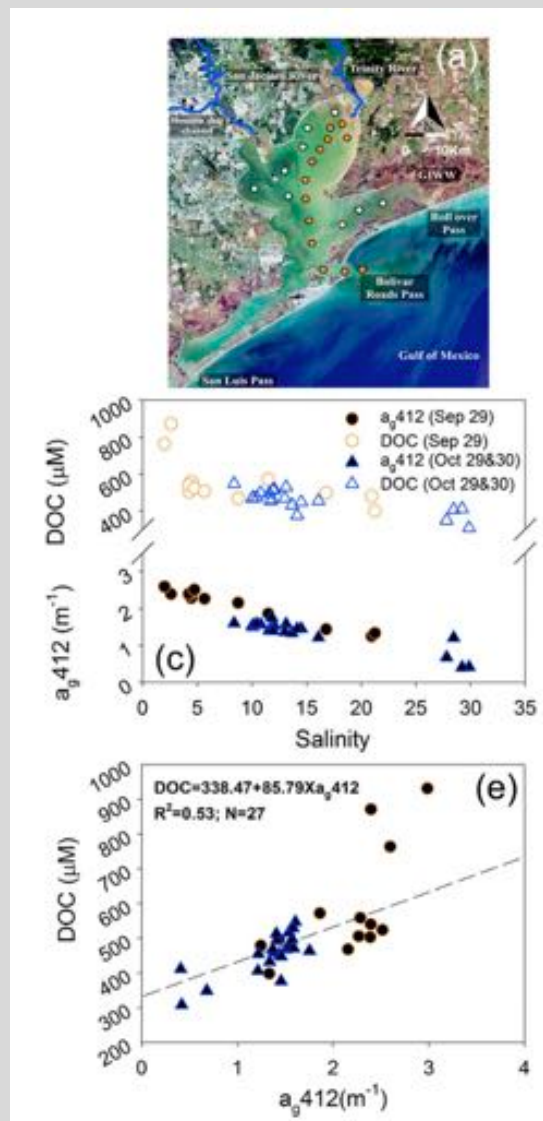 (a)
San Jacinto River
Trinity River
Houston ship
channel
0 10Km
GIWW
Roll over
Pass
Bolivar
Roads Pass
Gulf of Mexico
San Luis Pass
1000
800
600
400
DOC (μM)
a_g412 (Sep 29)
DOC (Sep 29)
a_g412 (Oct 29&30)
DOC (Oct 29&30)
3
2
1
0
a_g412 (m⁻¹)
(c)
0 5 10 15 20 25 30 35
Salinity
DOC=338.47+85.79Xa_g412
R²=0.53; N=27
(e)
1000
900
800
700
600
500
400
300
200
DOC (μM)
0 1 2 3 4
a_g412(m⁻¹)